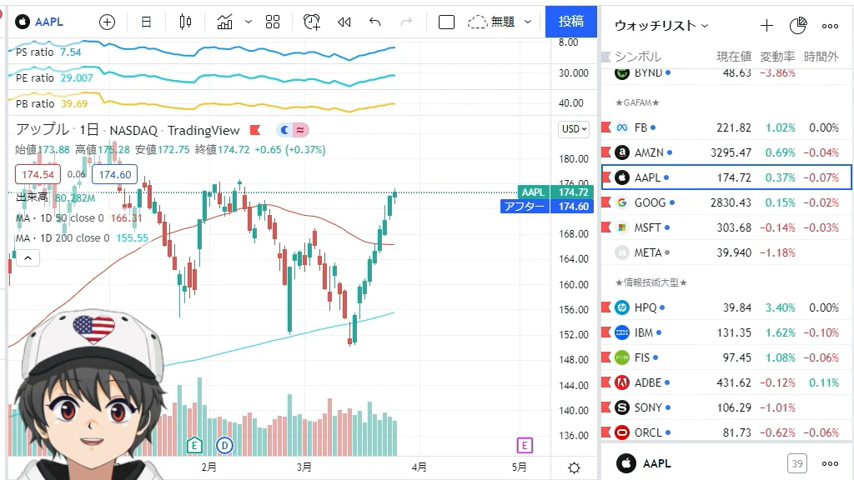 AAPL
日
無題
投稿
ウォッチリスト
PS ratio 7.54
8.00
PE ratio 29.007
30.000
PB ratio 39.69
40.00
アップル · 1日 · NASDAQ · TradingView
USD
始値173.88 高値175.28 安値172.75 終値174.72 +0.65 (+0.37%)
174.54 0.06 174.60
出来高 80.282M
MA · 1D 50 close 0 166.31
MA · 1D 200 close 0 155.55
180.00
176.00
AAPL 174.72
アフター 174.60
168.00
164.00
160.00
156.00
152.00
148.00
144.00
140.00
136.00
E
D
E
2月
3月
4月
5月
シンボル 現在値 変動率 時間外
BYND 48.63 −3.86%
★GAFAM★
FB 221.82 1.02% 0.00%
AMZN 3295.47 0.69% −0.04%
AAPL 174.72 0.37% −0.07%
GOOG 2830.43 0.15% −0.02%
MSFT 303.68 −0.14% −0.03%
META 39.940 −1.18%
★情報技術大型★
HPQ 39.84 3.40% 0.00%
IBM 131.35 1.62% −0.10%
FIS 97.45 1.08% −0.06%
ADBE 431.62 −0.12% 0.11%
SONY 106.29 −1.01%
ORCL 81.73 −0.62% −0.06%
AAPL
39